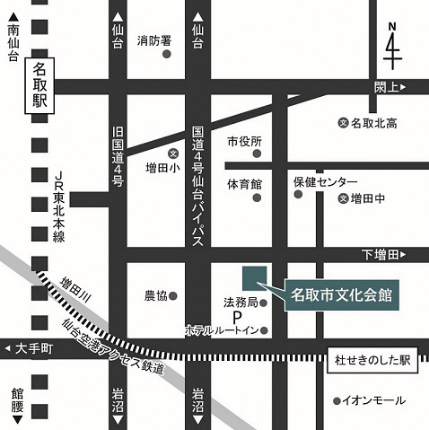 ▲南仙台
▲仙台
▲仙台
N
4
消防署
名取駅
閖上▶
文名取北高
旧国道4号
国道4号仙台バイパス
市役所
文
増田小
体育館
保健センター
文増田中
JR東北本線
下増田▶
増田川
農協
法務局
P
名取市文化会館
ホテルルートイン
仙台空港アクセス鉄道
◀大手町
杜せきのした駅
館腰▼
岩沼▼
岩沼▼
イオンモール